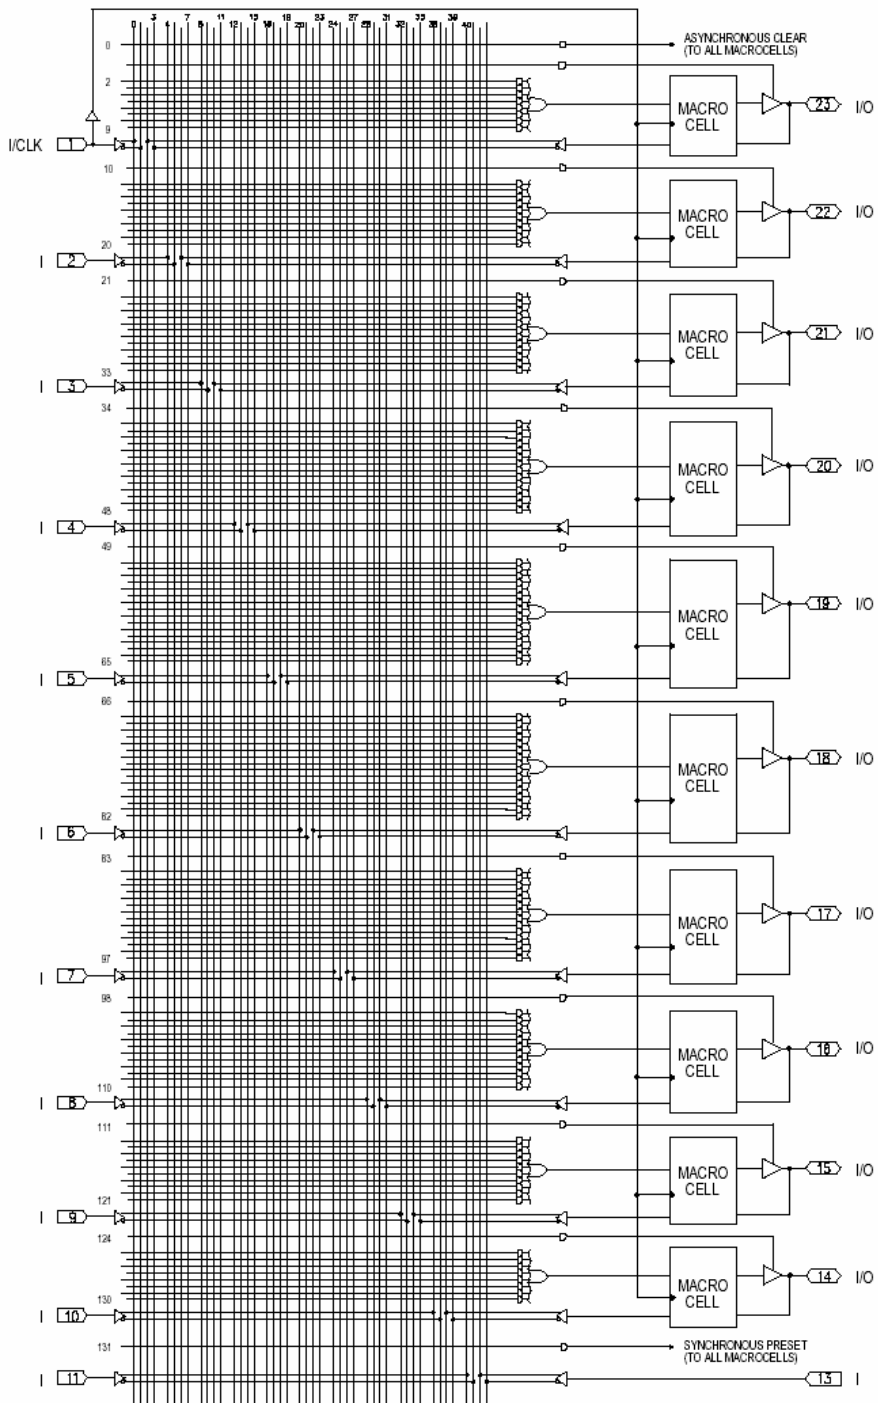 3 7 11 15 18 23 27 31 35 39
0 4 8 12 16 20 24 28 32 36 40
0 ASYNCHRONOUS CLEAR
(TO ALL MACROCELLS)
2
MACRO
CELL
23 I/O
9
I/CLK 1
10
MACRO
CELL
22 I/O
20
I 2
21
MACRO
CELL
21 I/O
33
I 3
34
MACRO
CELL
20 I/O
48
I 4
49
MACRO
CELL
19 I/O
65
I 5
66
MACRO
CELL
18 I/O
82
I 6
83
MACRO
CELL
17 I/O
97
I 7
98
MACRO
CELL
16 I/O
110
I 8
111
MACRO
CELL
15 I/O
121
I 9
124
MACRO
CELL
14 I/O
130
I 10
131 SYNCHRONOUS PRESET
(TO ALL MACROCELLS)
I 11 13 I